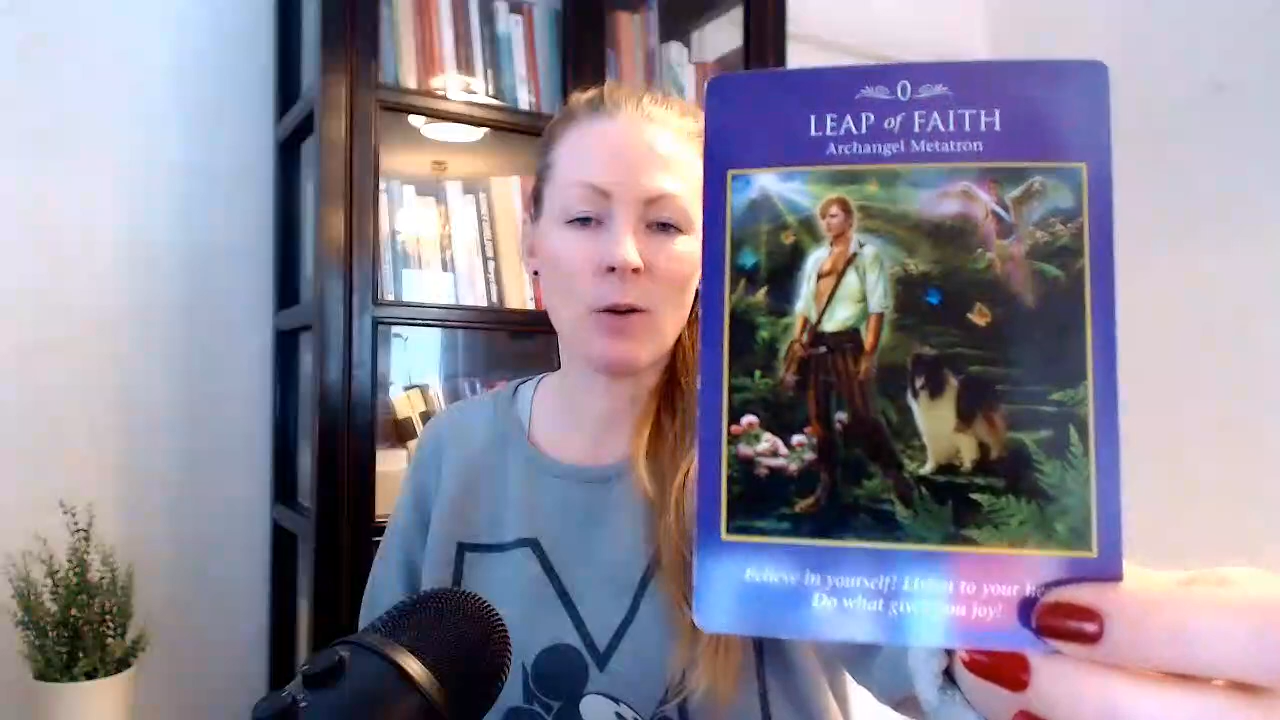 0
LEAP of FAITH
Archangel Metatron
Believe in yourself! Listen to your
Do what gives you joy!